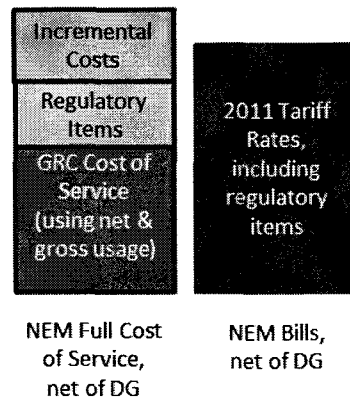 Incremental
Costs
Regulatory
Items
GRC Cost of
Service
(using net &
gross usage)
2011 Tariff
Rates,
including
regulatory
items
NEM Full Cost
of Service,
net of DG
NEM Bills,
net of DG